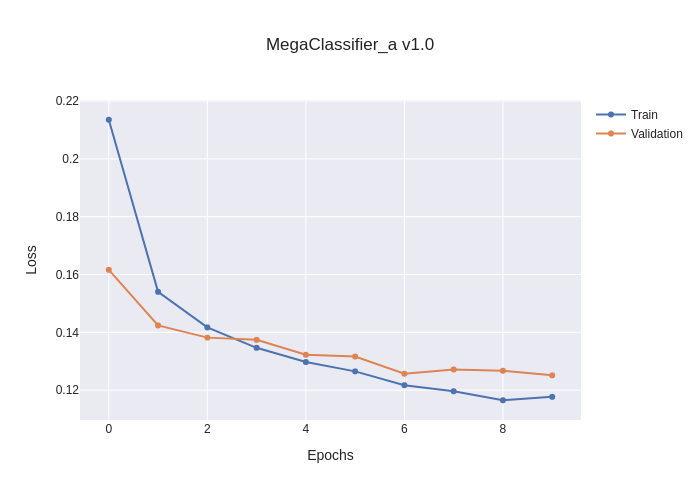 MegaClassifier_a v1.0
0.22
0.2
0.18
0.16
0.14
0.12
Loss
0 2 4 6 8
Epochs
Train
Validation